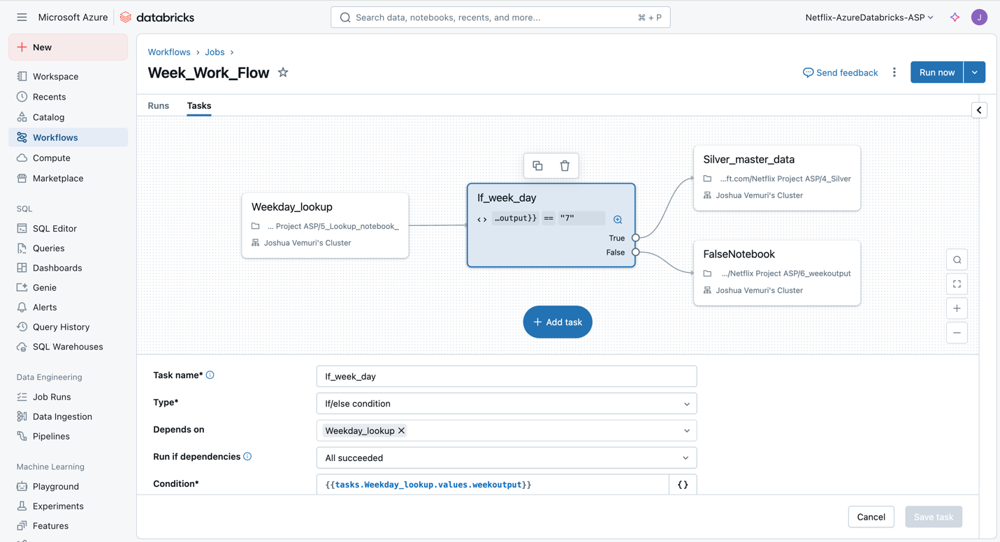 Microsoft Azure
databricks
Search data, notebooks, recents, and more...
⌘ + P
Netflix-AzureDatabricks-ASP
J
New
Workspace
Recents
Catalog
Workflows
Compute
Marketplace
SQL
SQL Editor
Queries
Dashboards
Genie
Alerts
Query History
SQL Warehouses
Data Engineering
Job Runs
Data Ingestion
Pipelines
Machine Learning
Playground
Experiments
Features
Workflows › Jobs ›
Week_Work_Flow
Send feedback
Run now
Runs
Tasks
Weekday_lookup
... Project ASP/5_Lookup_notebook_
Joshua Vemuri's Cluster
If_week_day
…output}} == "7"
True
False
Silver_master_data
...ft.com/Netflix Project ASP/4_Silver
Joshua Vemuri's Cluster
FalseNotebook
.../Netflix Project ASP/6_weekoutput
Joshua Vemuri's Cluster
+ Add task
Task name*
If_week_day
Type*
If/else condition
Depends on
Weekday_lookup
Run if dependencies
All succeeded
Condition*
{{tasks.Weekday_lookup.values.weekoutput}}
{}
Cancel
Save task